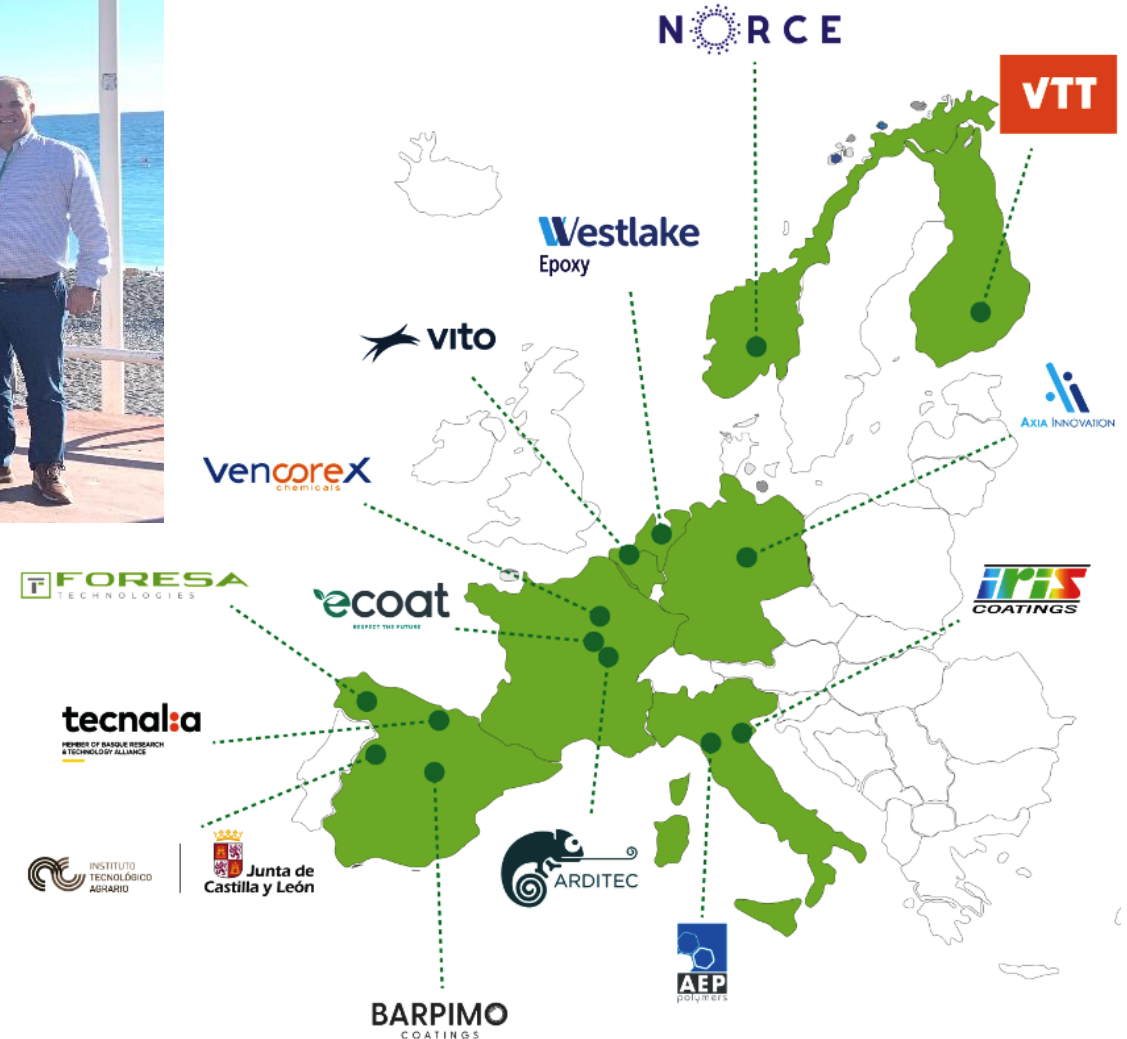 NORCE
VTT
Westlake
Epoxy
vito
AXIA INNOVATION
vencorex
chemicals
FORESA
TECHNOLOGIES
ecoat
RESPECT THE FUTURE
iris
COATINGS
tecnal:a
MEMBER OF BASQUE RESEARCH
& TECHNOLOGY ALLIANCE
INSTITUTO
TECNOLÓGICO
AGRARIO
Junta de
Castilla y León
ARDITEC
AEP
polymers
BARPIMO
COATINGS